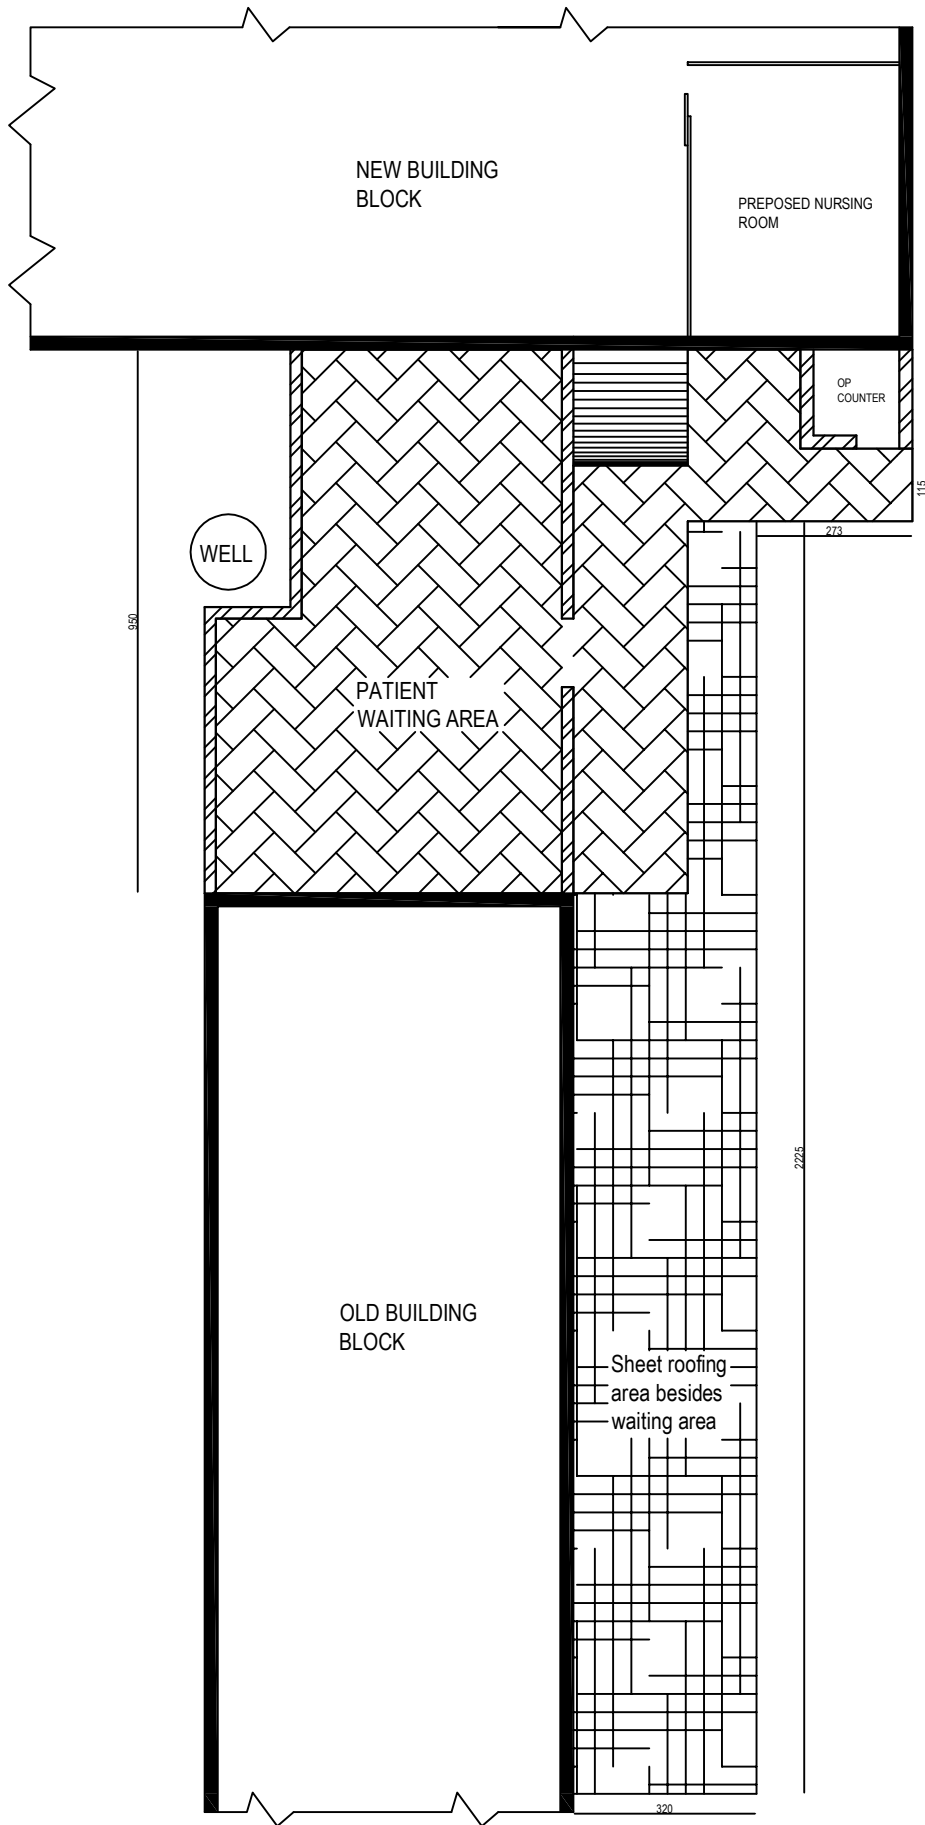 NEW BUILDING
BLOCK
PREPOSED NURSING
ROOM
OP
COUNTER
115
273
WELL
950
PATIENT
WAITING AREA
2225
OLD BUILDING
BLOCK
Sheet roofing
area besides
waiting area
320